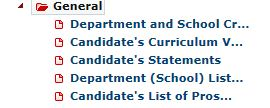 General
Department and School Cr...
Candidate's Curriculum V...
Candidate's Statements
Department (School) List...
Candidate's List of Pros...